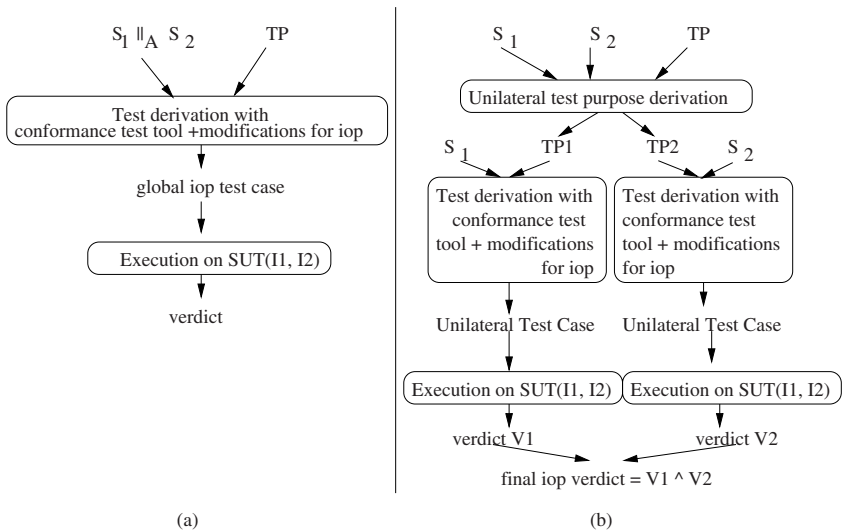 S1 ||A S2 TP
Test derivation with
conformance test tool +modifications for iop
global iop test case
Execution on SUT(I1, I2)
verdict
(a)
S1 S2 TP
Unilateral test purpose derivation
S1 TP1 TP2 S2
Test derivation with
conformance test
tool + modifications
for iop
Test derivation with
conformance test
tool + modifications
for iop
Unilateral Test Case
Unilateral Test Case
Execution on SUT(I1, I2)
Execution on SUT(I1, I2)
verdict V1
verdict V2
final iop verdict = V1 ^ V2
(b)